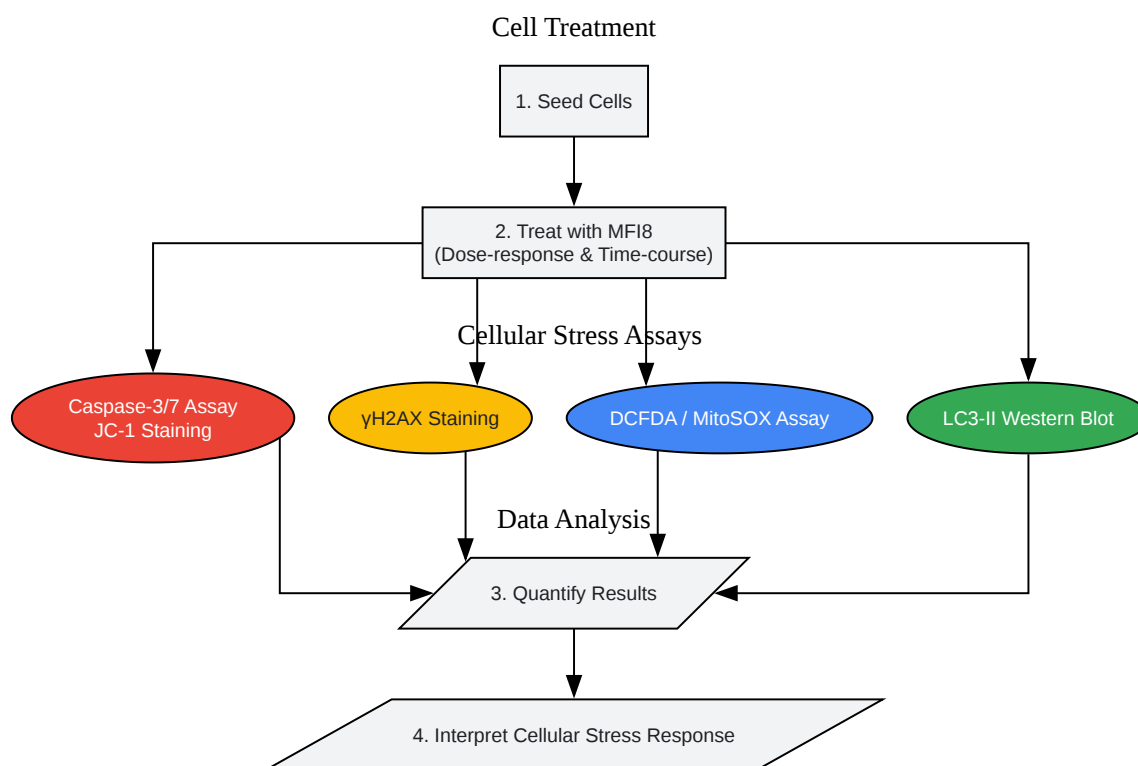 Cell Treatment
1. Seed Cells
2. Treat with MFI8
(Dose-response & Time-course)
Cellular Stress Assays
Caspase-3/7 Assay
JC-1 Staining
γH2AX Staining
DCFDA / MitoSOX Assay
LC3-II Western Blot
Data Analysis
3. Quantify Results
4. Interpret Cellular Stress Response